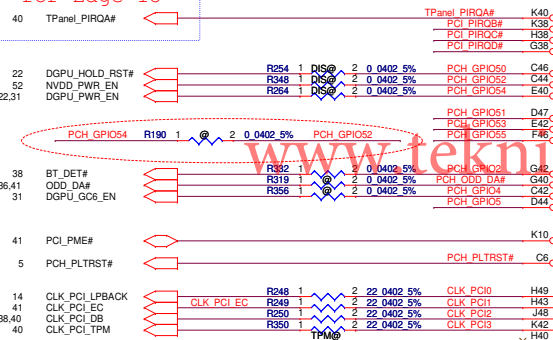 For Edge 10
40 TPanel_PIRQA# TPanel_PIRQA# K40
PCI_PIRQB# K38
PCI_PIRQC# H38
PCI_PIRQD# G38
22 DGPU_HOLD_RST# R254 1 DIS@ 2 0_0402_5% PCH_GPIO50 C46
52 NVDD_PWR_EN R348 1 DIS@ 2 0_0402_5% PCH_GPIO52 C44
22,31 DGPU_PWR_EN R264 1 DIS@ 2 0_0402_5% PCH_GPIO54 E40
PCH_GPIO51 D47
PCH_GPIO53 E42
PCH_GPIO55 F46
PCH_GPIO54 R190 1 @ 2 0_0402_5% PCH_GPIO52
www.tekni
38 BT_DET# R332 1 2 0_0402_5% PCH_GPIO2 G42
36,41 ODD_DA# R319 1 @ 2 0_0402_5% PCH_ODD_DA# G40
31 DGPU_GC6_EN R356 1 @ 2 0_0402_5% PCH_GPIO4 C42
PCH_GPIO5 D44
41 PCI_PME# K10
5 PCH_PLTRST# PCH_PLTRST# C6
14 CLK_PCI_LPBACK R248 1 2 22_0402_5% CLK_PCI0 H49
41 CLK_PCI_EC CLK_PCI_EC R249 1 2 22_0402_5% CLK_PCI1 H43
38,40 CLK_PCI_DB R250 1 2 22_0402_5% CLK_PCI2 J48
40 CLK_PCI_TPM R350 1 2 22_0402_5% CLK_PCI3 K42
TPM@ H40